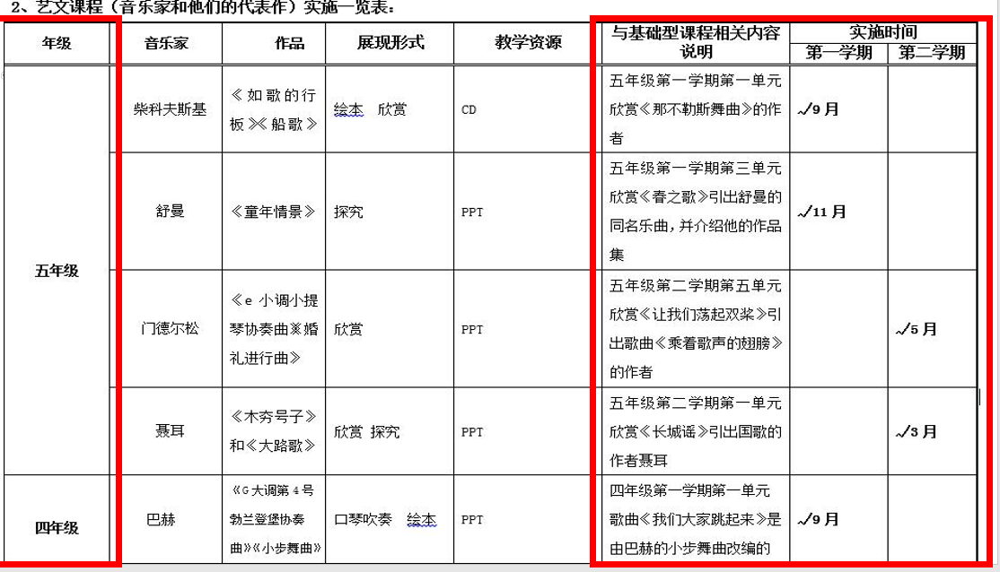 2、艺文课程（音乐家和他们的代表作）实施一览表：
年级
音乐家
作品
展现形式
教学资源
与基础型课程相关内容
说明
实施时间
第一学期
第二学期
五年级
柴科夫斯基
《如歌的行
板》《船歌》
绘本 欣赏
CD
五年级第一学期第一单元
欣赏《那不勒斯舞曲》的作
者
√9 月
舒曼
《童年情景》
探究
PPT
五年级第一学期第三单元
欣赏《春之歌》引出舒曼的
同名乐曲，并介绍他的作品
集
√11 月
门德尔松
《e 小调小提
琴协奏曲》《婚
礼进行曲》
欣赏
PPT
五年级第二学期第五单元
欣赏《让我们荡起双桨》引
出歌曲《乘着歌声的翅膀》
的作者
√5 月
聂耳
《木夯号子》
和《大路歌》
欣赏 探究
PPT
五年级第二学期第一单元
欣赏《长城谣》引出国歌的
作者聂耳
√3 月
四年级
巴赫
《G 大调第 4 号
勃兰登堡协奏
曲》《小步舞曲》
口琴吹奏 绘本
PPT
四年级第一学期第一单元
歌曲《我们大家跳起来》是
由巴赫的小步舞曲改编的
√9 月